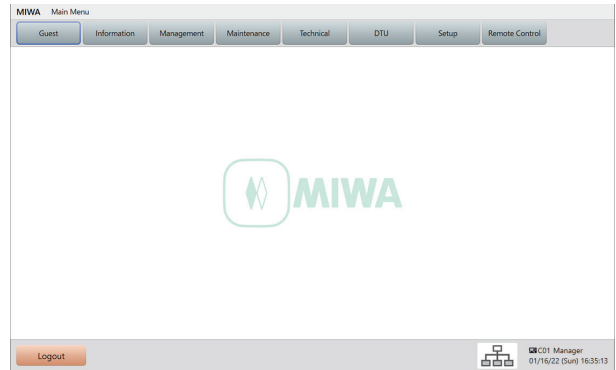 MIWA Main Menu
Guest Information Management Maintenance Technical DTU Setup Remote Control
MIWA
Logout
C01 Manager
01/16/22 (Sun) 16:35:13